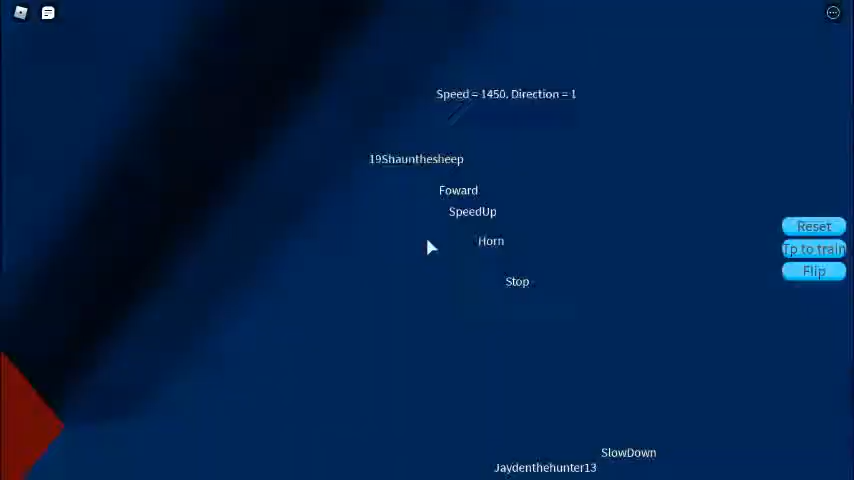 Speed = 1450, Direction = 1
19Shaunthesheep
Foward
SpeedUp
Reset
Horn
Tp to train
Flip
Stop
SlowDown
Jaydenthehunter13